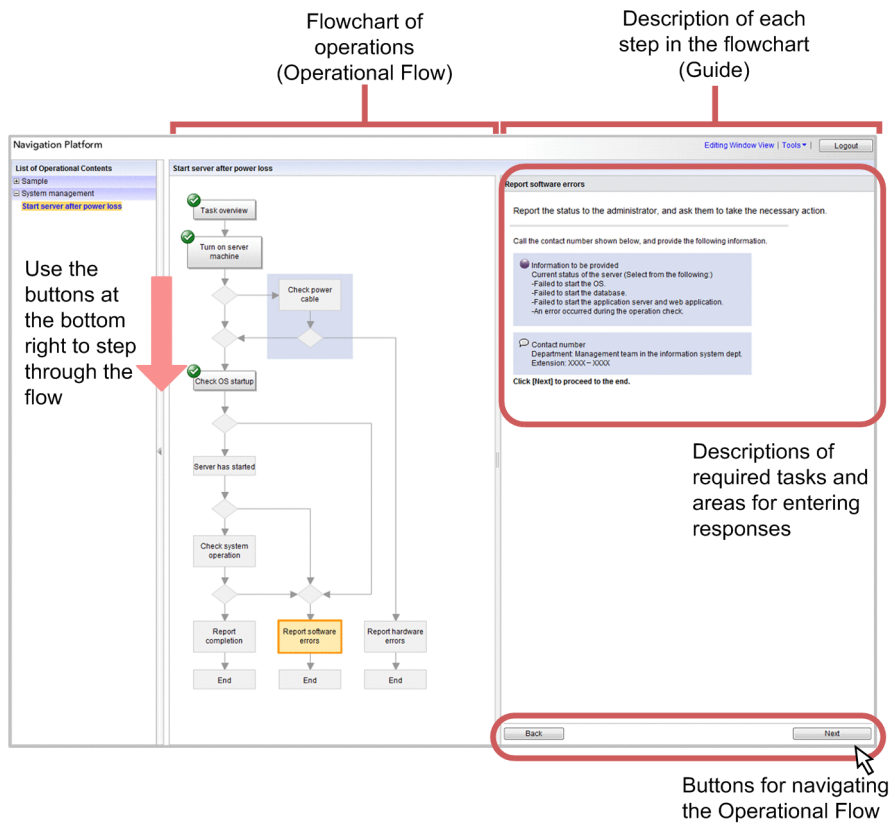 Flowchart of
operations
(Operational Flow)
Description of each
step in the flowchart
(Guide)
Navigation Platform
Editing Window View | Tools ▾ |
Logout
List of Operational Contents
Sample
System management
Start server after power loss
Use the
buttons at
the bottom
right to step
through the
flow
Start server after power loss
Task overview
Turn on server
machine
Check power
cable
Check OS startup
Server has started
Check system
operation
Report
completion
Report software
errors
Report hardware
errors
End
End
End
Report software errors
Report the status to the administrator, and ask them to take the necessary action.
Call the contact number shown below, and provide the following information.
Information to be provided
Current status of the server (Select from the following:)
-Failed to start the OS.
-Failed to start the database.
-Failed to start the application server and web application.
-An error occurred during the operation check.
Contact number
Department: Management team in the information system dept.
Extension: XXXX－XXXX
Click [Next] to proceed to the end.
Descriptions of
required tasks and
areas for entering
responses
Back
Next
Buttons for navigating
the Operational Flow